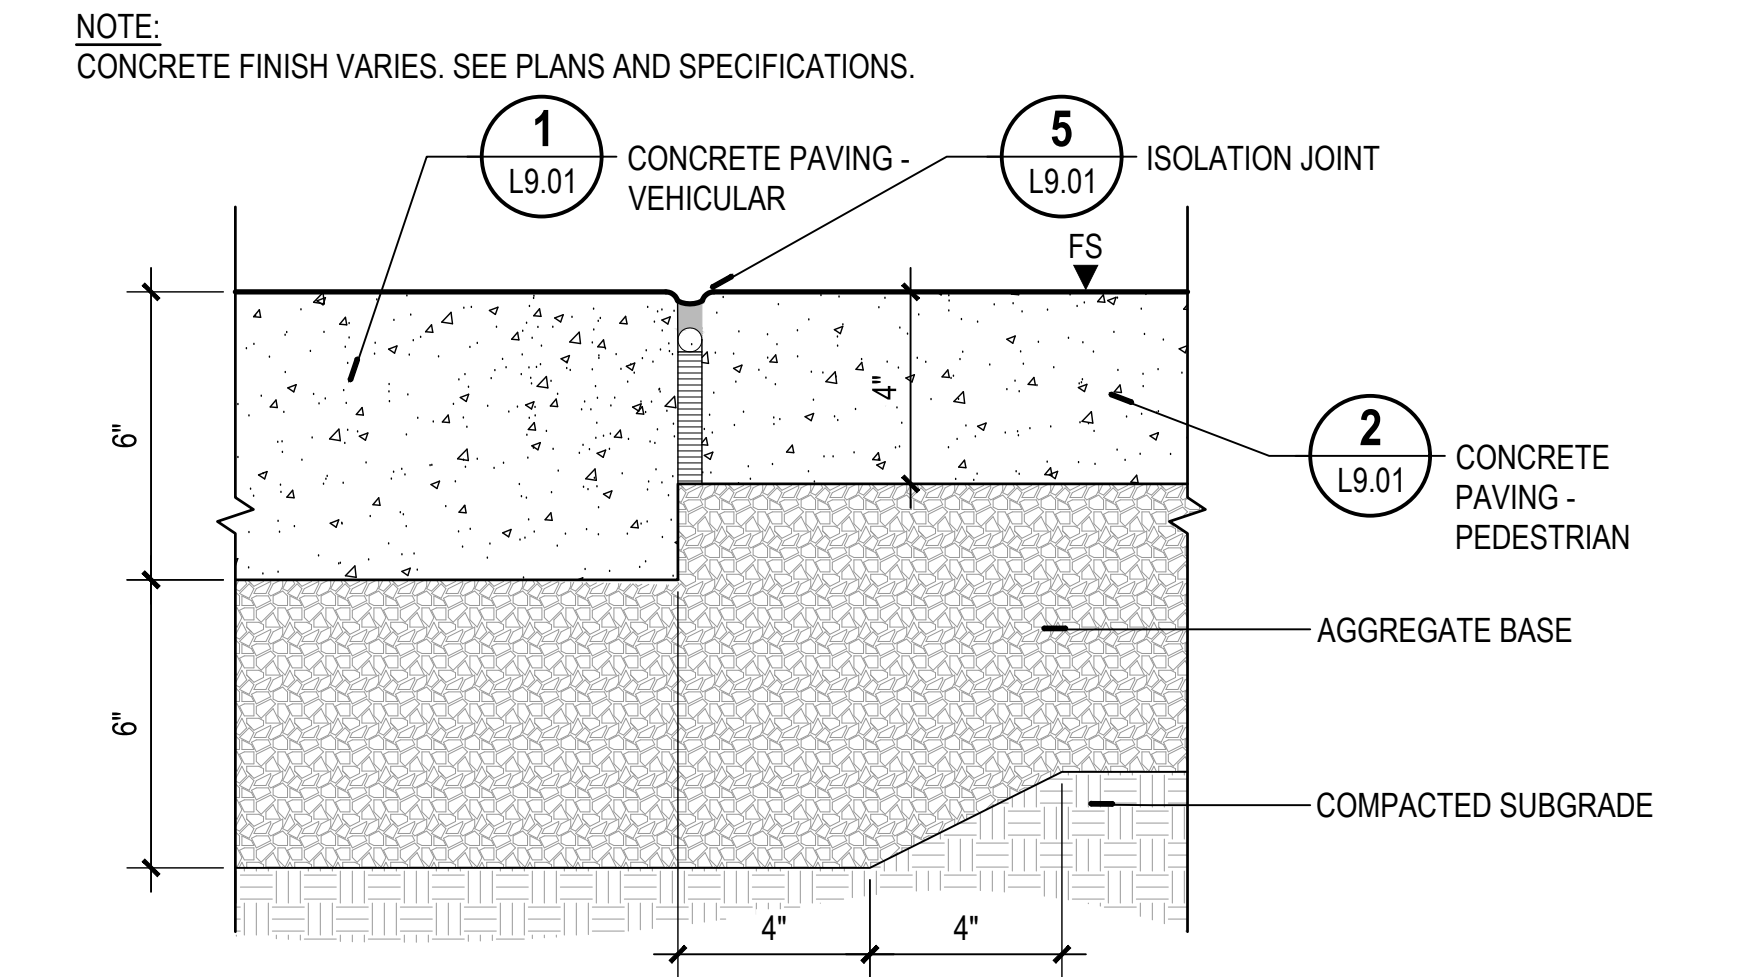 NOTE:
CONCRETE FINISH VARIES. SEE PLANS AND SPECIFICATIONS.
1
L9.01
CONCRETE PAVING -
VEHICULAR
5
L9.01
ISOLATION JOINT
FS
6"
4"
2
L9.01
CONCRETE
PAVING -
PEDESTRIAN
AGGREGATE BASE
6"
COMPACTED SUBGRADE
4"
4"